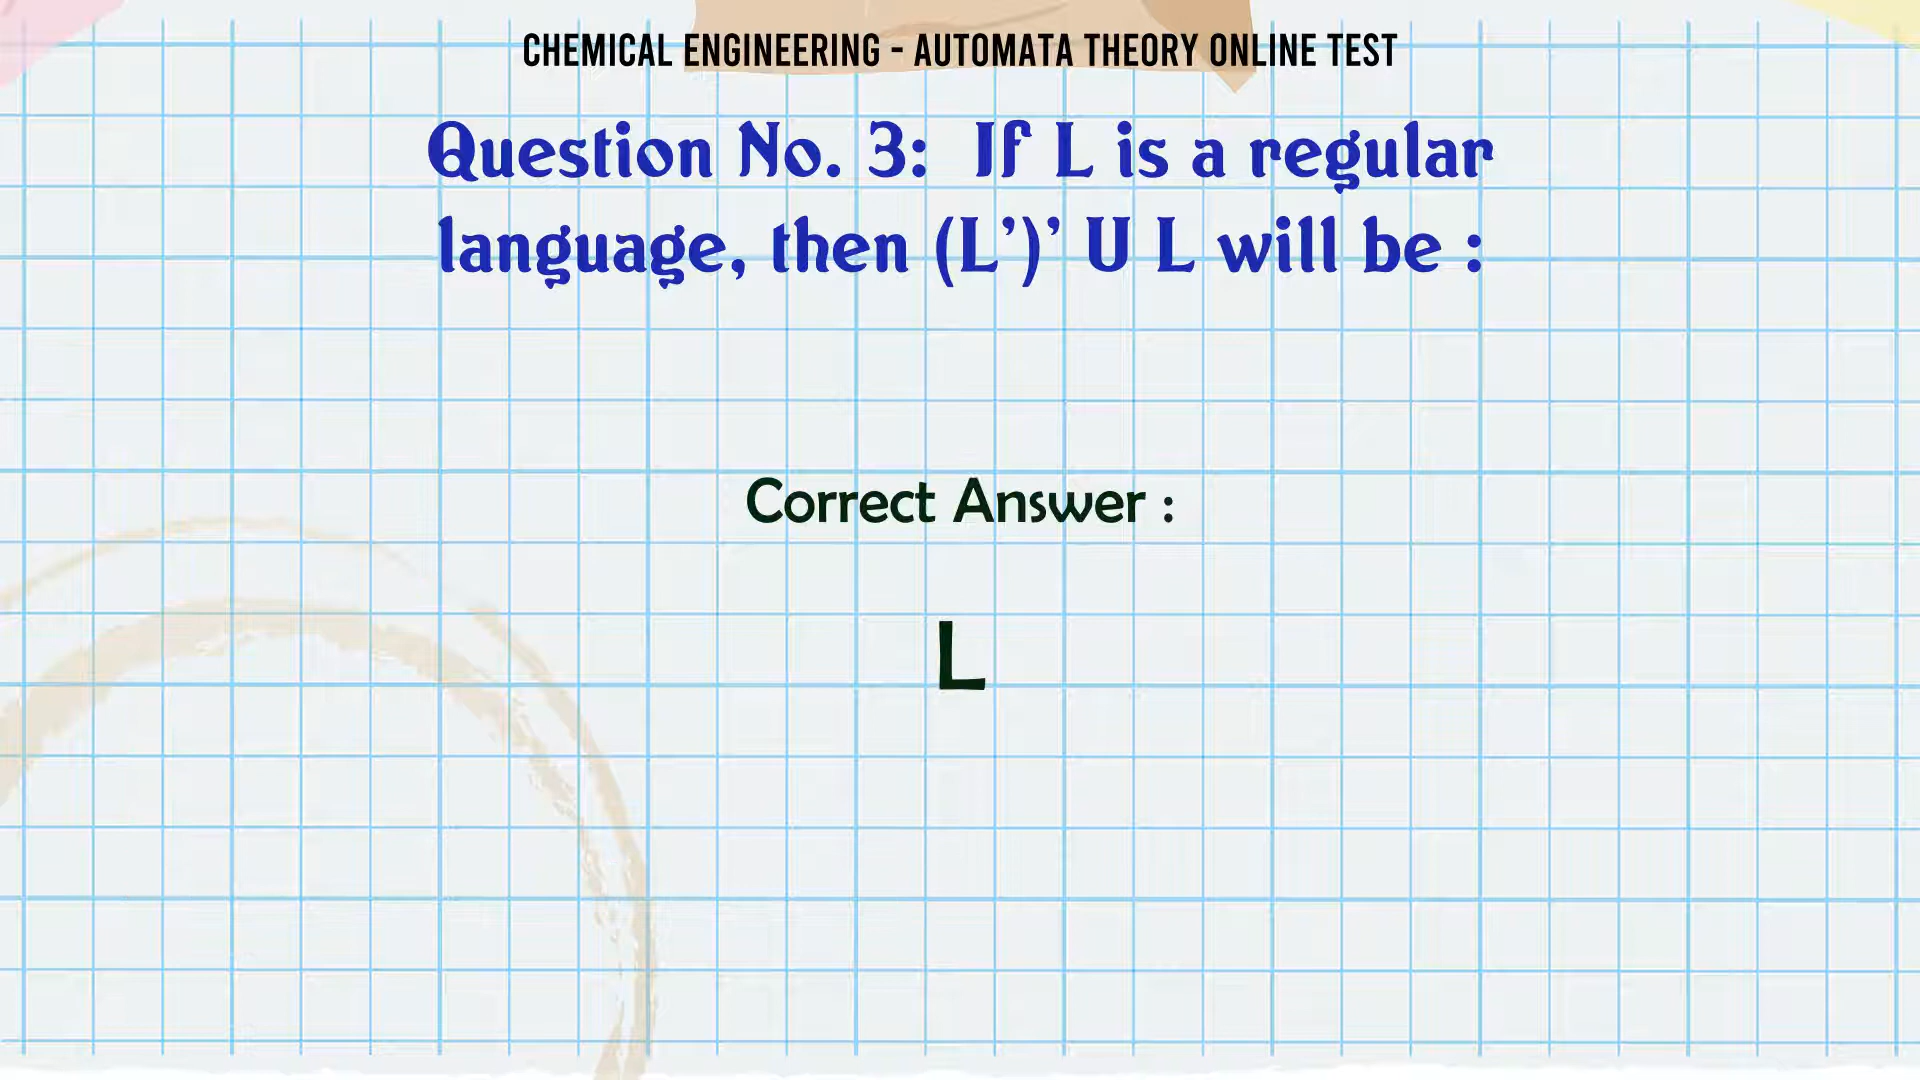 CHEMICAL ENGINEERING - AUTOMATA THEORY ONLINE TEST
Question No. 3:  If L is a regular
language, then (L’)’ U L will be :
Correct Answer :
L